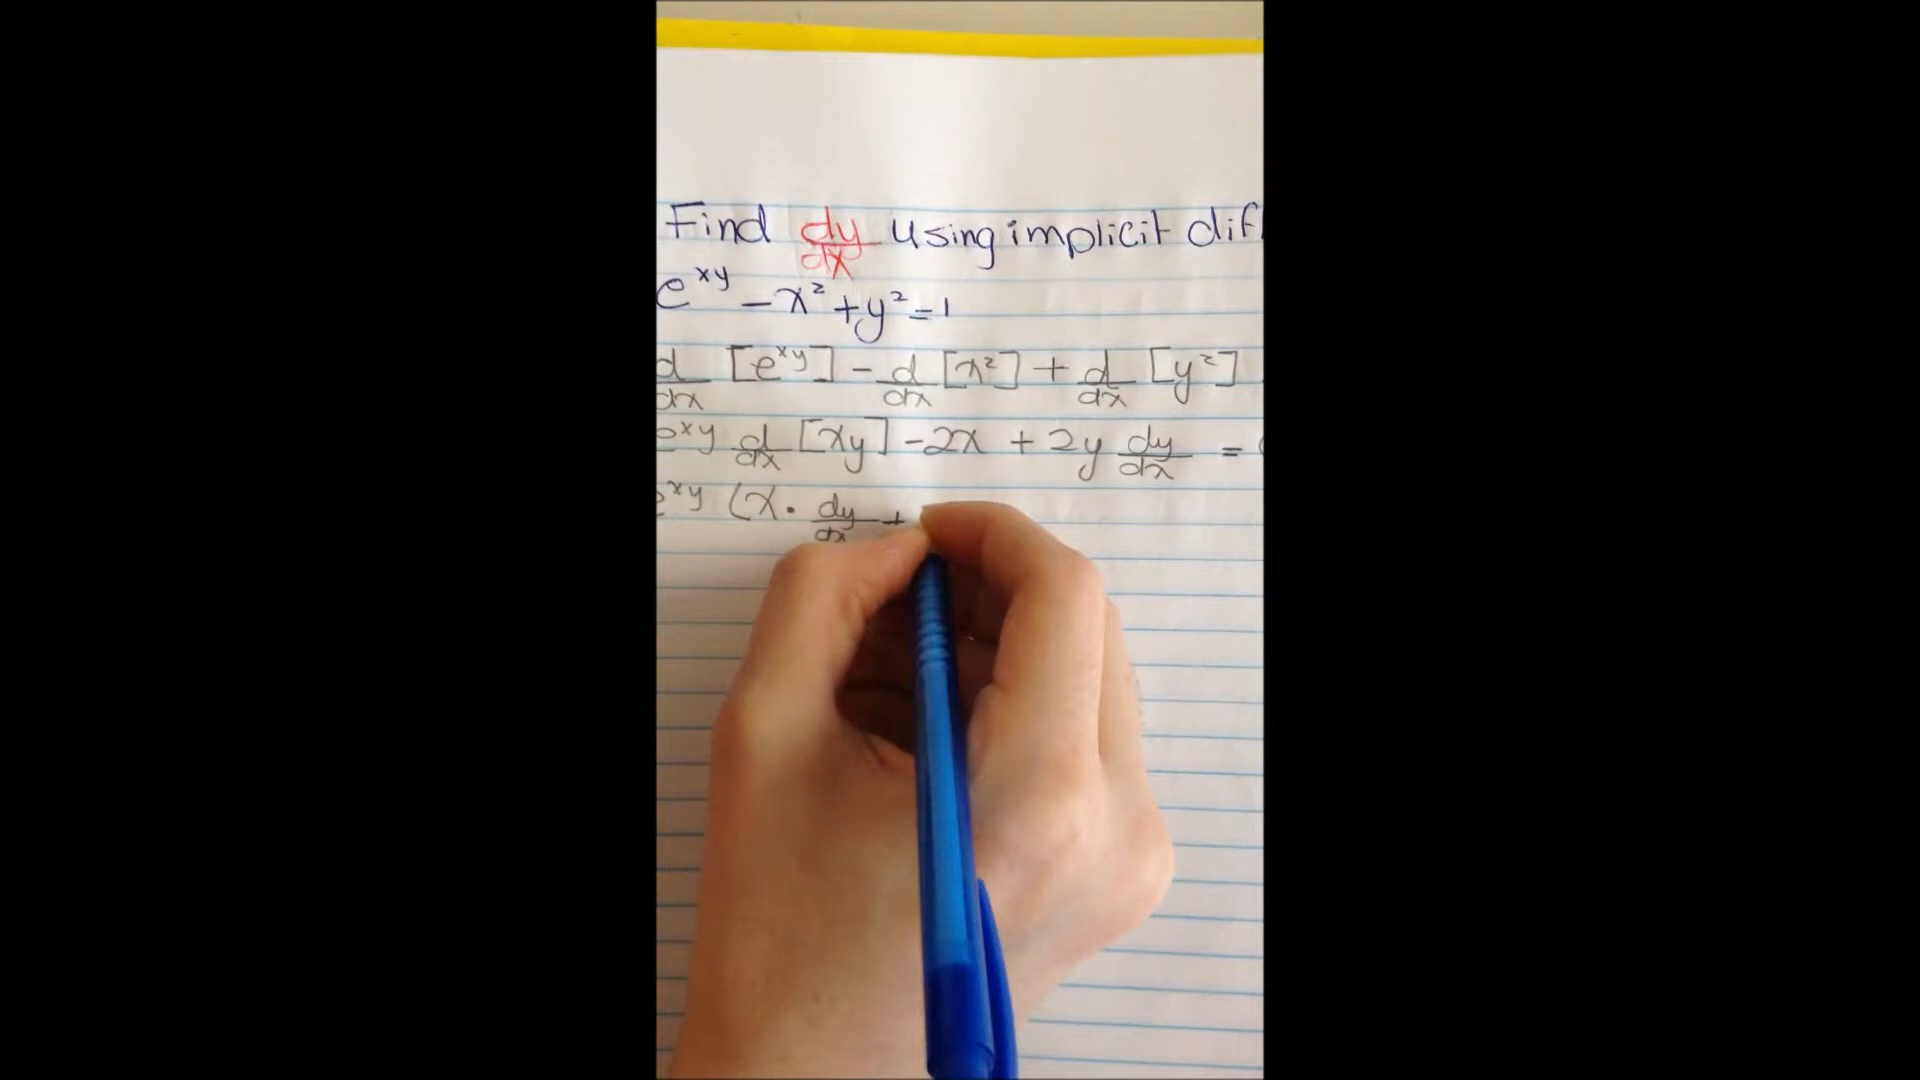 Find dy/dx using implicit dif
e^xy - x² + y² = 1
d/dx [e^xy] - d/dx [x²] + d/dx [y²]
e^xy d/dx [xy] - 2x + 2y dy/dx =
e^xy (x · dy/dx +